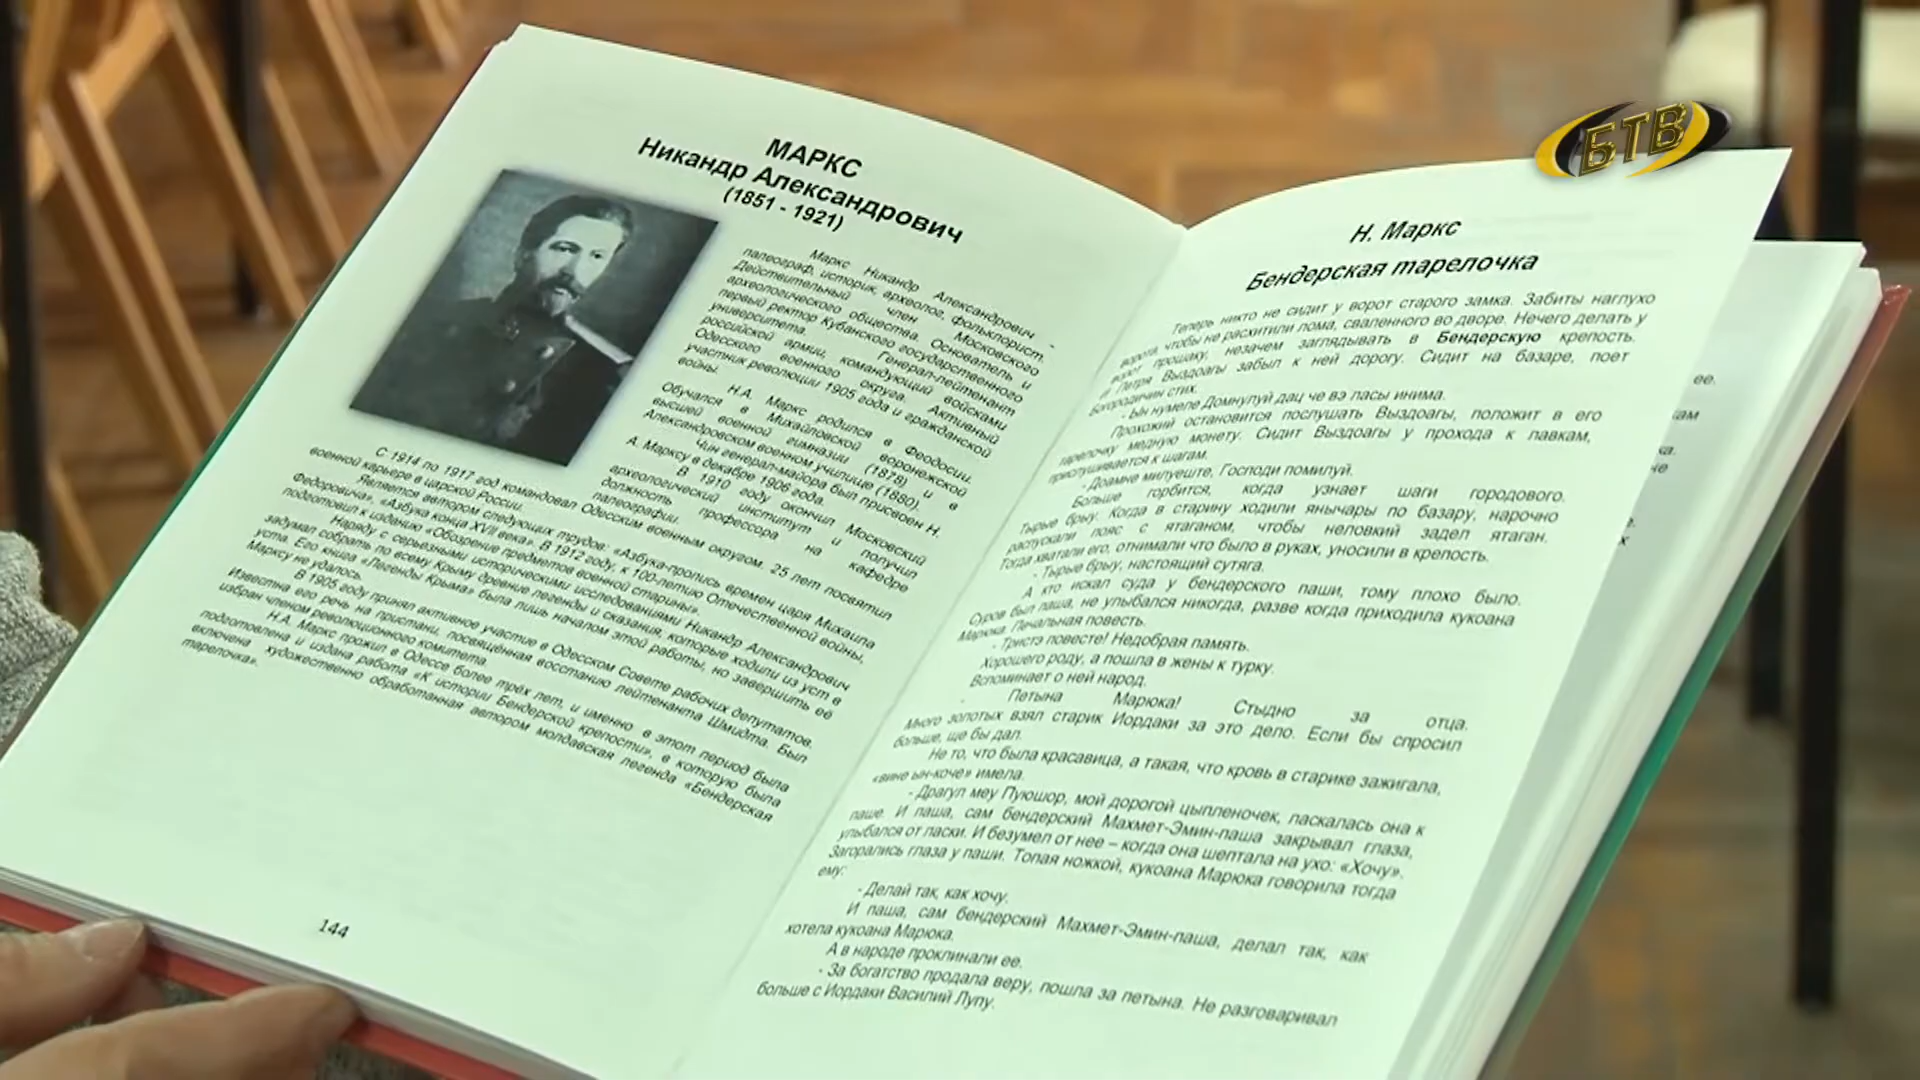 БТВ
МАРКС
Никандр Александрович
(1851 - 1921)
Маркс Никандр Александрович -
палеограф, историк, археолог, фольклорист.
Действительный член Московского
археологического общества. Основатель и
первый ректор Кубанского государственного
университета. Генерал-лейтенант
российской армии, командующий войсками
Одесского военного округа. Активный
участник революции 1905 года и гражданской
войны.
Н.А. Маркс родился в Феодосии.
Обучался в Михайловской воронежской
высшей военной гимназии (1878) и
Александровском военном училище (1880).
Чин генерал-майора был присвоен Н.
А. Марксу в декабре 1906 года.
В 1910 году окончил Московский
археологический институт и получил
должность профессора на кафедре
палеографии.
С 1914 по 1917 год командовал Одесским военным округом. 25 лет посвятил
военной карьере в царской России.
Является автором следующих трудов: «Азбука-пропись времен царя Михаила
Федоровича», «Азбука конца XVII века». В 1912 году, к 100-летию Отечественной войны,
подготовил к изданию «Обозрение предметов военной старины».
Наряду с серьезными историческими исследованиями Никандр Александрович
задумал собрать по всему Крыму древние легенды и сказания, которые ходили из уст в
уста. Его книга «Легенды Крыма» была лишь началом этой работы, но завершить её
Марксу не удалось.
В 1905 году принял активное участие в Одесском Совете рабочих депутатов.
Известна его речь на пристани, посвящённая восстанию лейтенанта Шмидта. Был
избран членом революционного комитета.
Н.А. Маркс прожил в Одессе более трёх лет, и именно в этот период была
подготовлена и издана работа «К истории Бендерской крепости», в которую была
включена художественно обработанная автором молдавская легенда «Бендерская
тарелочка».
144
Н. Маркс
Бендерская тарелочка
Теперь никто не сидит у ворот старого замка. Забиты наглухо
ворота, чтобы не расхитили лома, сваленного во дворе. Нечего делать у
ворот прошаку, незачем заглядывать в Бендерскую крепость.
И Петря Выздоагы забыл к ней дорогу. Сидит на базаре, поет
Богородичин стих.
- Ын нумеле Домнулуй дац че вэ ласы инима.
Прохожий остановится послушать Выздоагы, положит в его
тарелочку медную монету. Сидит Выздоагы у прохода к лавкам,
прислушивается к шагам.
- Доамне милуеште, Господи помилуй.
Больше горбится, когда узнает шаги городового.
Тырые брыу. Когда в старину ходили янычары по базару, нарочно
распускали пояс с ятаганом, чтобы неловкий задел ятаган.
Тогда хватали его, отнимали что было в руках, уносили в крепость.
- Тырые брыу, настоящий сутяга.
А кто искал суда у бендерского паши, тому плохо было.
Суров был паша, не улыбался никогда, разве когда приходила кукоана
Марюка. Печальная повесть.
- Тристэ повесте! Недобрая память.
Хорошего роду, а пошла в жены к турку.
Вспоминает о ней народ.
- Петына Марюка! Стыдно за отца.
Много золотых взял старик Иордаки за это дело. Если бы спросил
больше, ще бы дал.
Не то, что была красавица, а такая, что кровь в старике зажигала,
«вине ын-коче» имела.
- Драгул меу Пуюшор, мой дорогой цыпленочек, ласкалась она к
паше. И паша, сам бендерский Махмет-Эмин-паша закрывал глаза,
улыбался от ласки. И безумел от нее – когда она шептала на ухо: «Хочу».
Загорались глаза у паши. Топая ножкой, кукоана Марюка говорила тогда
ему:
- Делай так, как хочу.
И паша, сам бендерский Махмет-Эмин-паша, делал так, как
хотела кукоана Марюка.
А в народе проклинали ее.
- За богатство продала веру, пошла за петына. Не разговаривал
больше с Иордаки Василий Лупу.
ее.